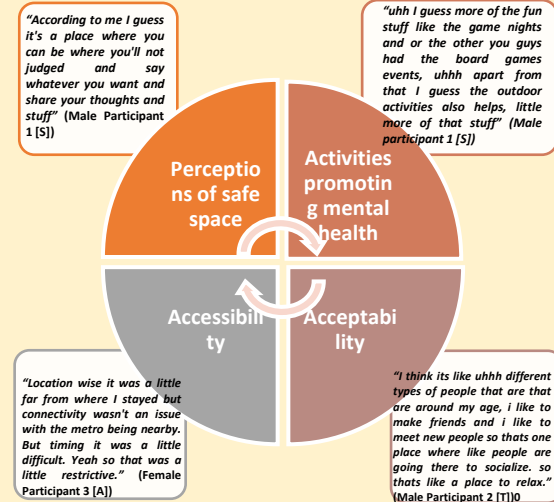 “According to me I guess
it's a place where you
can be where you'll not
judged and say
whatever you want and
share your thoughts and
stuff” (Male Participant
1 [S])
“uhh I guess more of the fun
stuff like the game nights
and or the other you guys
had the board games
events, uhhh apart from
that I guess the outdoor
activities also helps, little
more of that stuff” (Male
participant 1 [S])
Perceptio
ns of safe
space
Activities
promotin
g mental
health
Accessibili
ty
Acceptabi
lity
“Location wise it was a little
far from where I stayed but
connectivity wasn't an issue
with the metro being nearby.
But timing it was a little
difficult. Yeah so that was a
little restrictive.” (Female
Participant 3 [A])
“I think its like uhhh different
types of people that are that
are around my age, i like to
make friends and i like to
meet new people so thats one
place where like people are
going there to socialize. so
thats like a place to relax.”
(Male Participant 2 [T])0